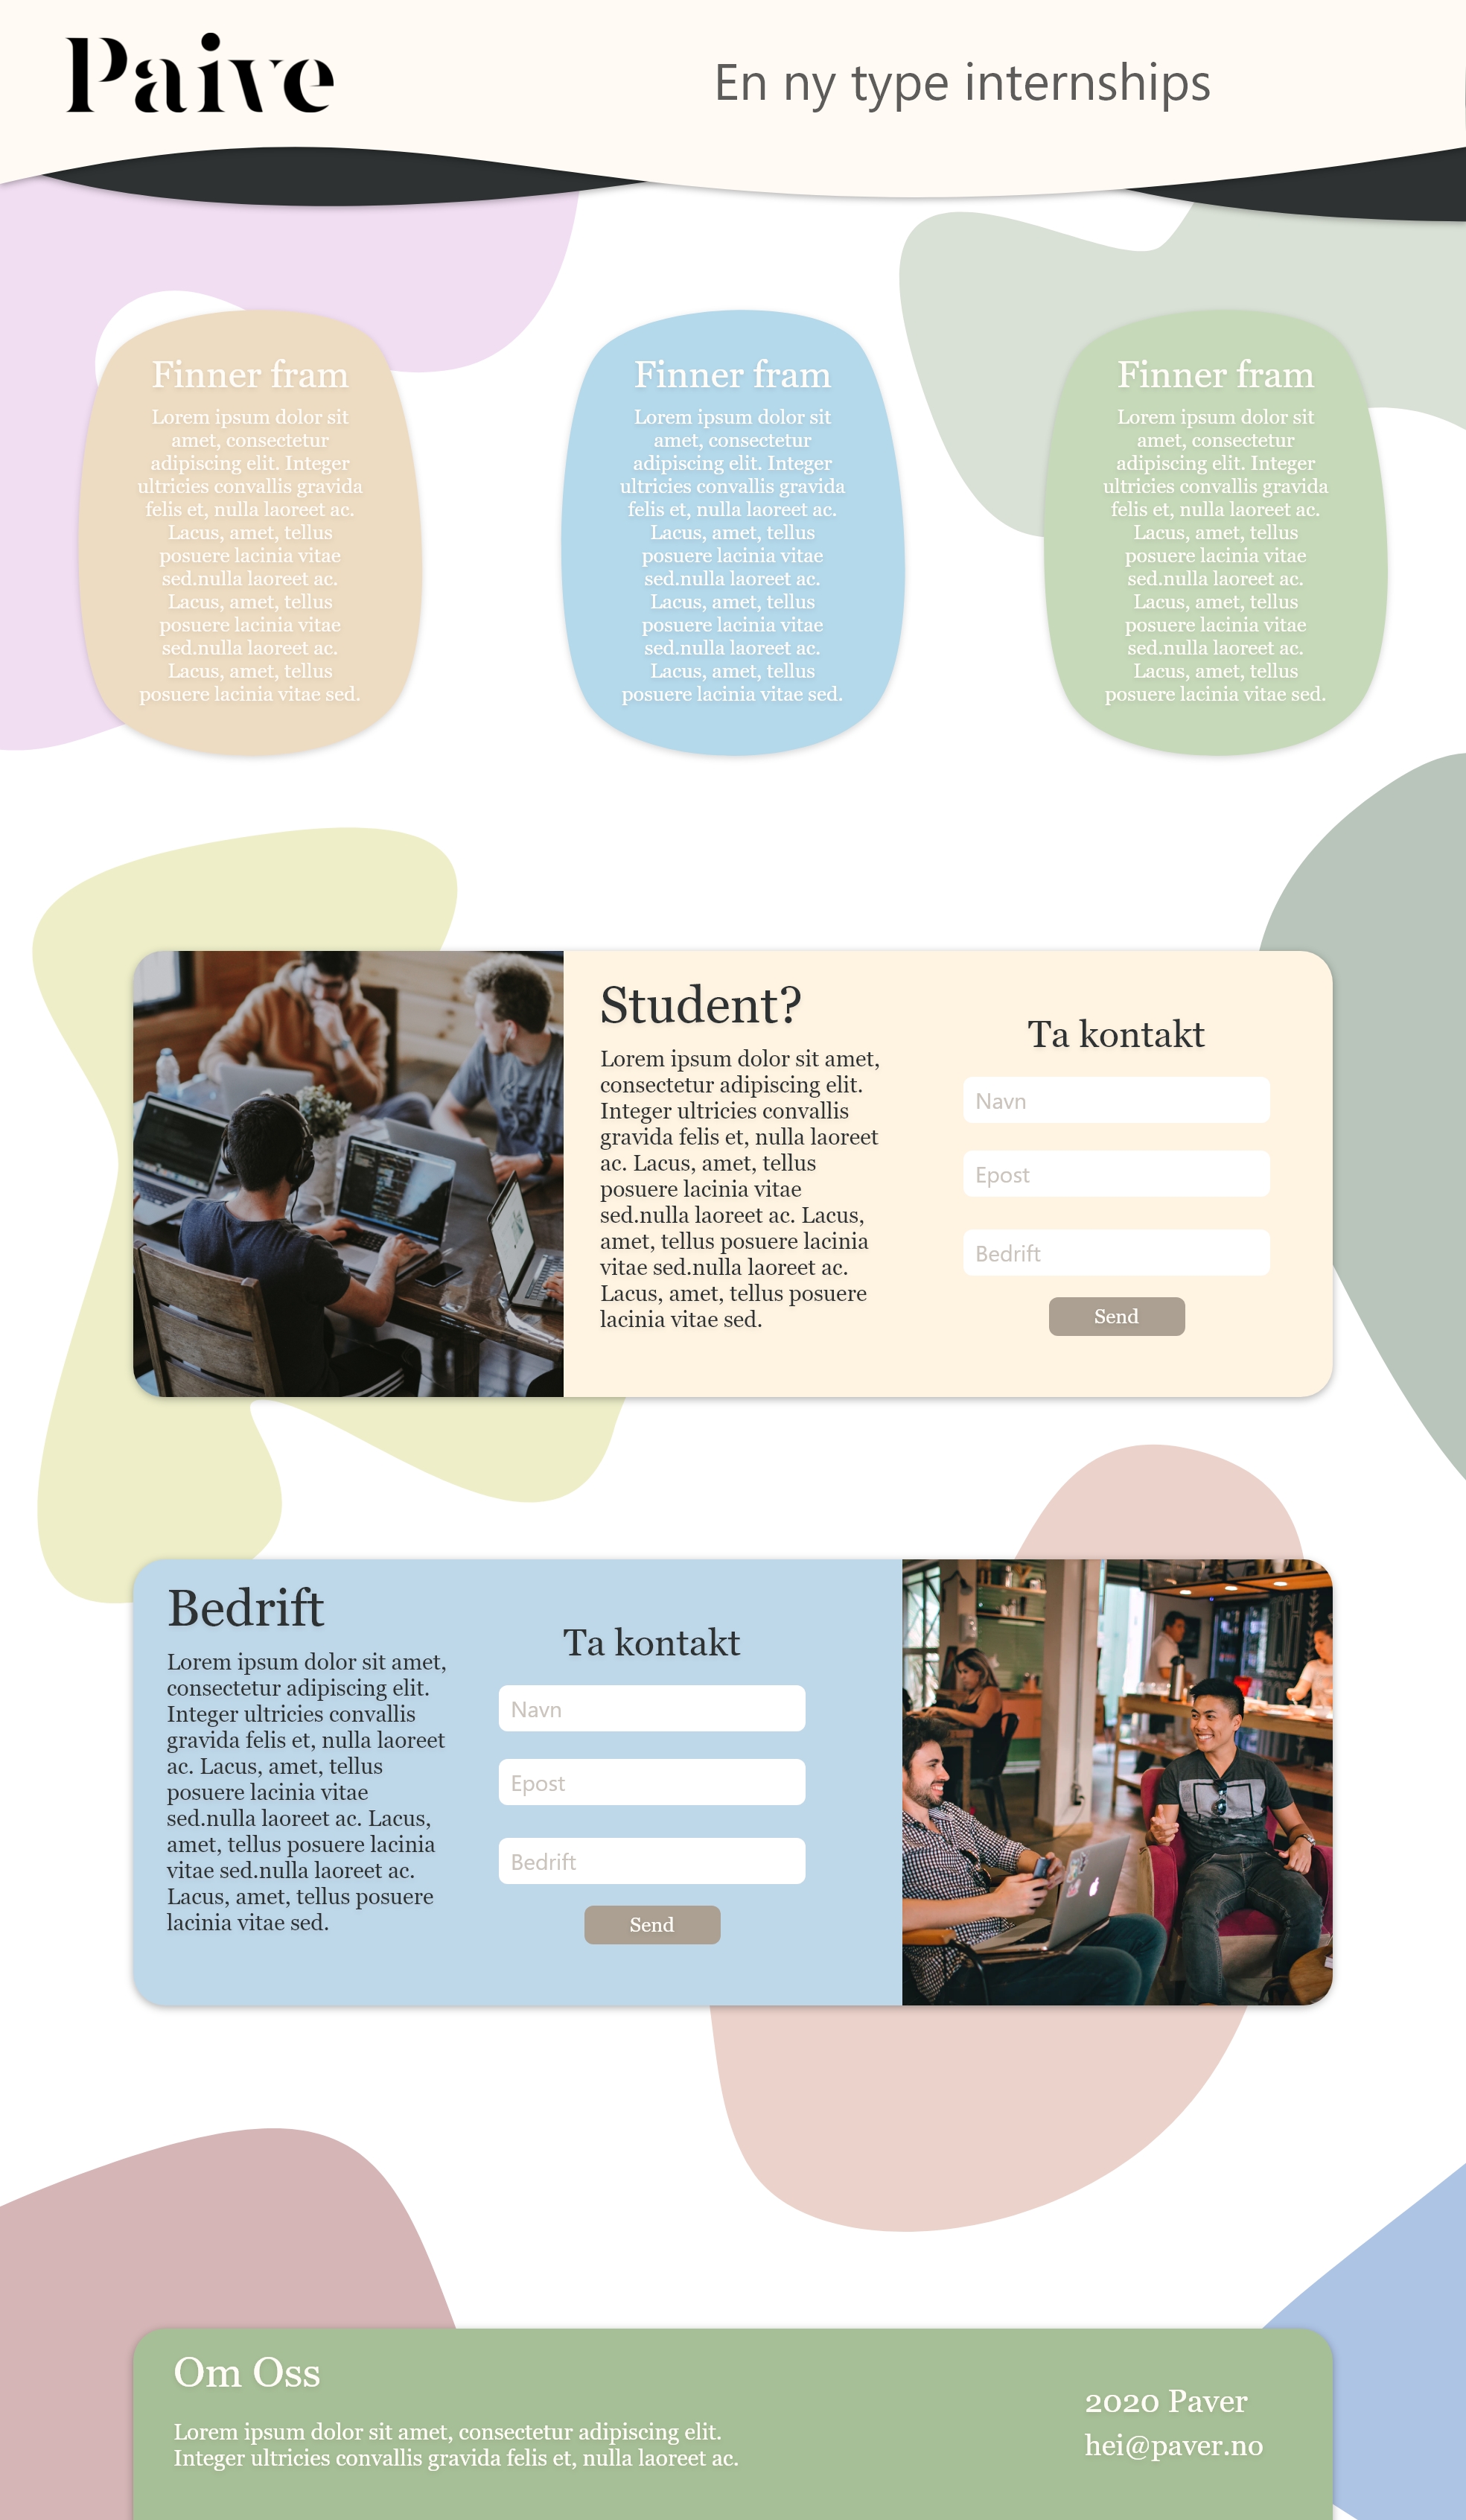 Paive
En ny type internships
Finner fram
Lorem ipsum dolor sit
amet, consectetur
adipiscing elit. Integer
ultricies convallis gravida
felis et, nulla laoreet ac.
Lacus, amet, tellus
posuere lacinia vitae
sed.nulla laoreet ac.
Lacus, amet, tellus
posuere lacinia vitae
sed.nulla laoreet ac.
Lacus, amet, tellus
posuere lacinia vitae sed.
Finner fram
Lorem ipsum dolor sit
amet, consectetur
adipiscing elit. Integer
ultricies convallis gravida
felis et, nulla laoreet ac.
Lacus, amet, tellus
posuere lacinia vitae
sed.nulla laoreet ac.
Lacus, amet, tellus
posuere lacinia vitae
sed.nulla laoreet ac.
Lacus, amet, tellus
posuere lacinia vitae sed.
Finner fram
Lorem ipsum dolor sit
amet, consectetur
adipiscing elit. Integer
ultricies convallis gravida
felis et, nulla laoreet ac.
Lacus, amet, tellus
posuere lacinia vitae
sed.nulla laoreet ac.
Lacus, amet, tellus
posuere lacinia vitae
sed.nulla laoreet ac.
Lacus, amet, tellus
posuere lacinia vitae sed.
Student?
Lorem ipsum dolor sit amet,
consectetur adipiscing elit.
Integer ultricies convallis
gravida felis et, nulla laoreet
ac. Lacus, amet, tellus
posuere lacinia vitae
sed.nulla laoreet ac. Lacus,
amet, tellus posuere lacinia
vitae sed.nulla laoreet ac.
Lacus, amet, tellus posuere
lacinia vitae sed.
Ta kontakt
Navn
Epost
Bedrift
Send
Bedrift
Lorem ipsum dolor sit amet,
consectetur adipiscing elit.
Integer ultricies convallis
gravida felis et, nulla laoreet
ac. Lacus, amet, tellus
posuere lacinia vitae
sed.nulla laoreet ac. Lacus,
amet, tellus posuere lacinia
vitae sed.nulla laoreet ac.
Lacus, amet, tellus posuere
lacinia vitae sed.
Ta kontakt
Navn
Epost
Bedrift
Send
Om Oss
Lorem ipsum dolor sit amet, consectetur adipiscing elit.
Integer ultricies convallis gravida felis et, nulla laoreet ac.
2020 Paver
hei@paver.no